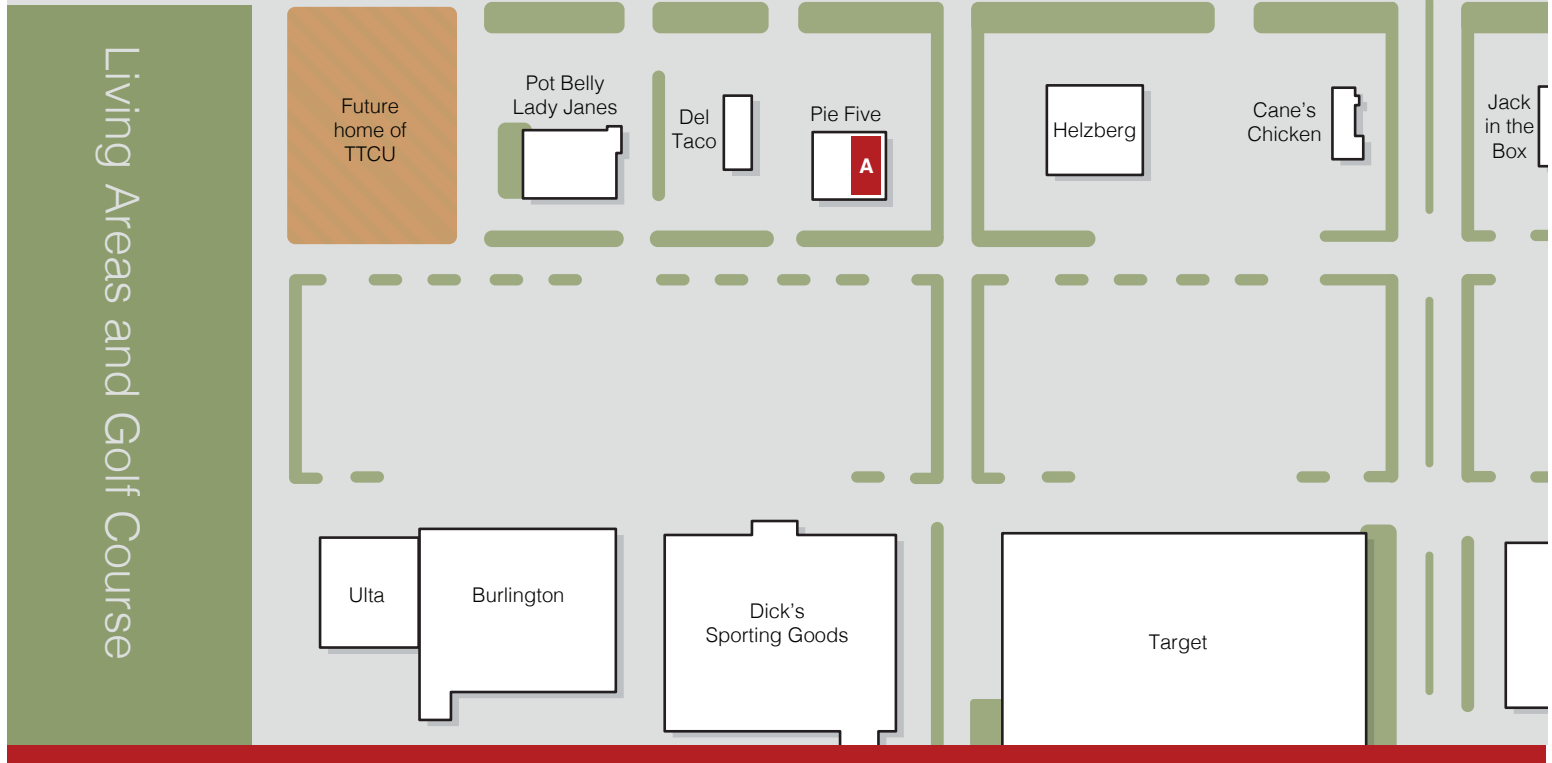 Living Areas and Golf Course
Future
home of
TTCU
Pot Belly
Lady Janes
Del
Taco
Pie Five
A
Helzberg
Cane's
Chicken
Jack
in the
Box
Ulta
Burlington
Dick's
Sporting Goods
Target